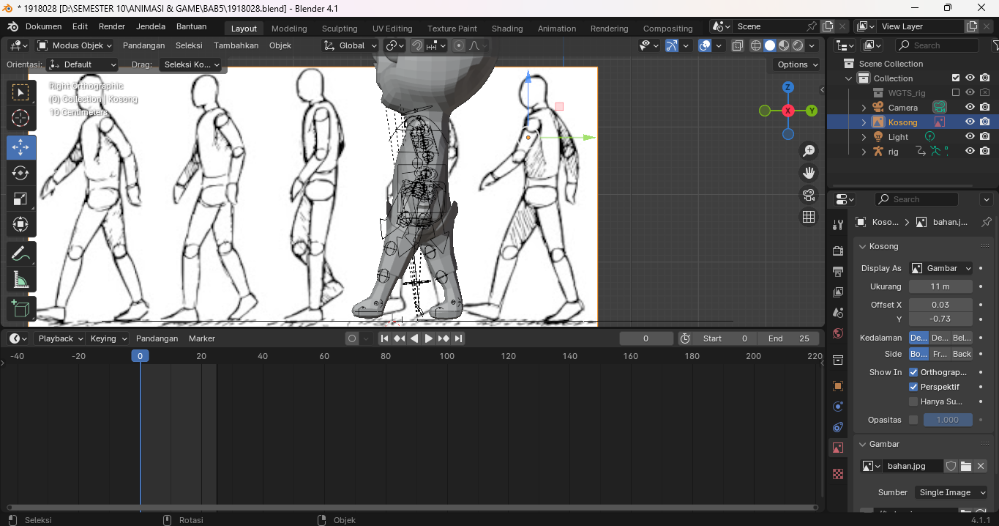 * 1918028 [D:\SEMESTER 10\ANIMASI & GAME\BAB5\1918028.blend] - Blender 4.1
Dokumen Edit Render Jendela Bantuan Layout Modeling Sculpting UV Editing Texture Paint Shading Animation Rendering Compositing Scene View Layer
Modus Objek Pandangan Seleksi Tambahkan Objek Global Search
Orientasi: Default Drag: Seleksi Ko... Options
Right Orthographic
(0) Collection | Kosong
10 Centimeters
Z
X
Y
Scene Collection
Collection
WGTS_rig
Camera
Kosong
Light
rig
Search
Koso... > bahan.j...
Kosong
Display As Gambar
Ukurang 11 m
Offset X 0.03
Y -0.73
Kedalaman De... De... Bel...
Side Bo... Fr... Back
Show In Orthograp...
Perspektif
Hanya Su...
Opasitas 1.000
Gambar
bahan.jpg
Sumber Single Image
Playback Keying Pandangan Marker 0 Start 0 End 25
-40 -20 0 20 40 60 80 100 120 140 160 180 200 220
Seleksi Rotasi Objek 4.1.1